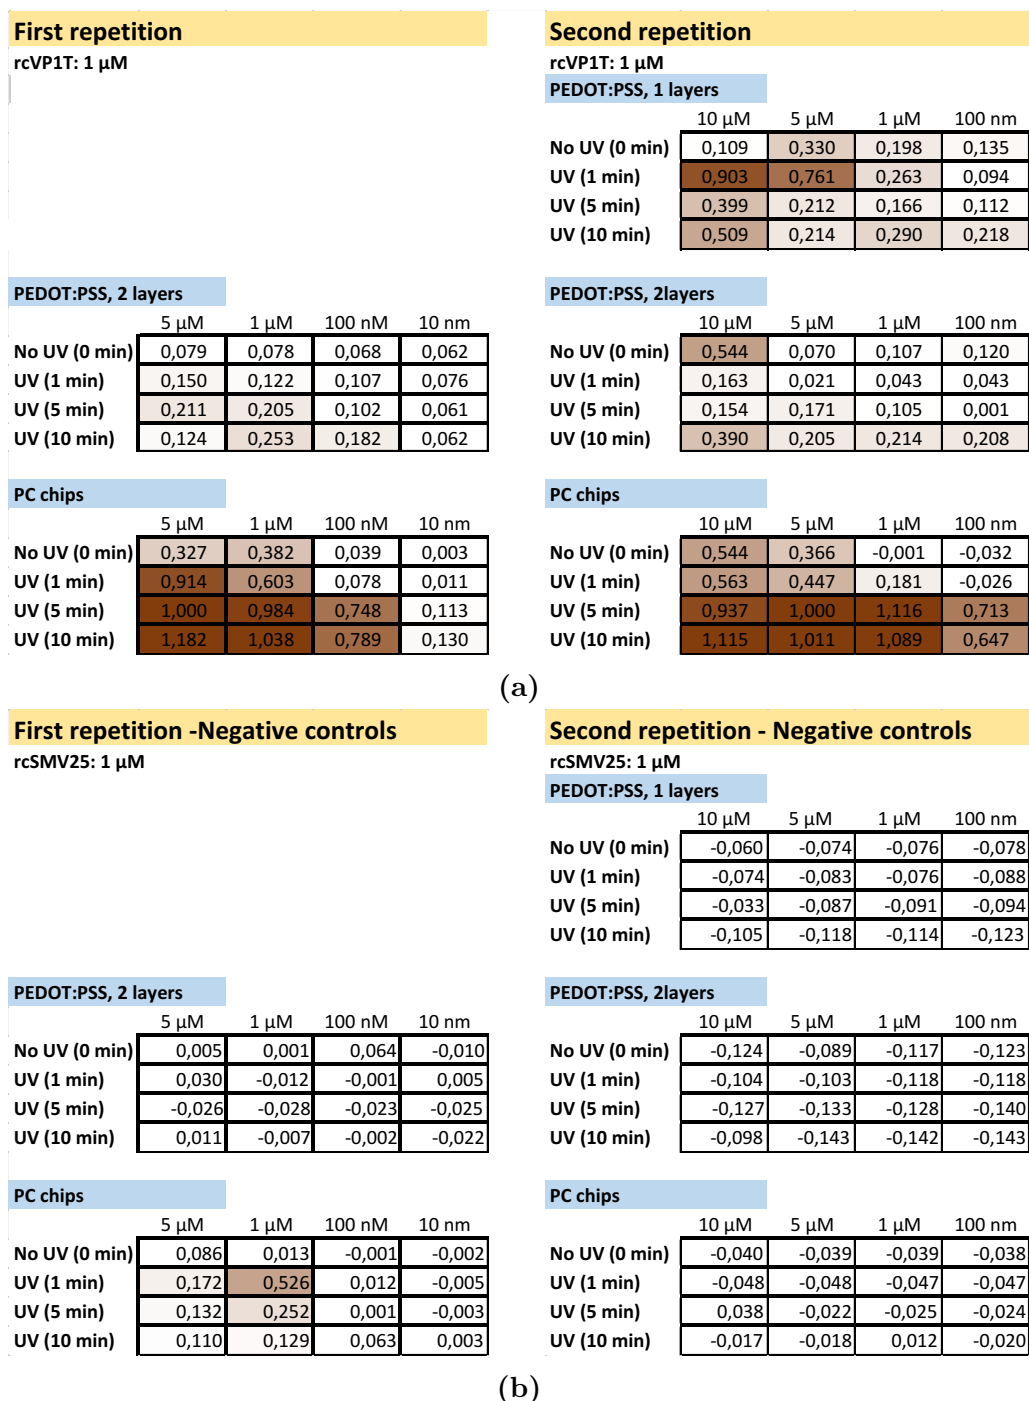 First repetition
rcVP1T: 1 µM
PEDOT:PSS, 2 layers
5 µM 1 µM 100 nM 10 nm
No UV (0 min) 0,079 0,078 0,068 0,062
UV (1 min) 0,150 0,122 0,107 0,076
UV (5 min) 0,211 0,205 0,102 0,061
UV (10 min) 0,124 0,253 0,182 0,062
PC chips
5 µM 1 µM 100 nM 10 nm
No UV (0 min) 0,327 0,382 0,039 0,003
UV (1 min) 0,914 0,603 0,078 0,011
UV (5 min) 1,000 0,984 0,748 0,113
UV (10 min) 1,182 1,038 0,789 0,130
Second repetition
rcVP1T: 1 µM
PEDOT:PSS, 1 layers
10 µM 5 µM 1 µM 100 nm
No UV (0 min) 0,109 0,330 0,198 0,135
UV (1 min) 0,903 0,761 0,263 0,094
UV (5 min) 0,399 0,212 0,166 0,112
UV (10 min) 0,509 0,214 0,290 0,218
PEDOT:PSS, 2layers
10 µM 5 µM 1 µM 100 nm
No UV (0 min) 0,544 0,070 0,107 0,120
UV (1 min) 0,163 0,021 0,043 0,043
UV (5 min) 0,154 0,171 0,105 0,001
UV (10 min) 0,390 0,205 0,214 0,208
PC chips
10 µM 5 µM 1 µM 100 nm
No UV (0 min) 0,544 0,366 -0,001 -0,032
UV (1 min) 0,563 0,447 0,181 -0,026
UV (5 min) 0,937 1,000 1,116 0,713
UV (10 min) 1,115 1,011 1,089 0,647
(a)
First repetition -Negative controls
rcSMV25: 1 µM
PEDOT:PSS, 2 layers
5 µM 1 µM 100 nM 10 nm
No UV (0 min) 0,005 0,001 0,064 -0,010
UV (1 min) 0,030 -0,012 -0,001 0,005
UV (5 min) -0,026 -0,028 -0,023 -0,025
UV (10 min) 0,011 -0,007 -0,002 -0,022
PC chips
5 µM 1 µM 100 nM 10 nm
No UV (0 min) 0,086 0,013 -0,001 -0,002
UV (1 min) 0,172 0,526 0,012 -0,005
UV (5 min) 0,132 0,252 0,001 -0,003
UV (10 min) 0,110 0,129 0,063 0,003
Second repetition - Negative controls
rcSMV25: 1 µM
PEDOT:PSS, 1 layers
10 µM 5 µM 1 µM 100 nm
No UV (0 min) -0,060 -0,074 -0,076 -0,078
UV (1 min) -0,074 -0,083 -0,076 -0,088
UV (5 min) -0,033 -0,087 -0,091 -0,094
UV (10 min) -0,105 -0,118 -0,114 -0,123
PEDOT:PSS, 2layers
10 µM 5 µM 1 µM 100 nm
No UV (0 min) -0,124 -0,089 -0,117 -0,123
UV (1 min) -0,104 -0,103 -0,118 -0,118
UV (5 min) -0,127 -0,133 -0,128 -0,140
UV (10 min) -0,098 -0,143 -0,142 -0,143
PC chips
10 µM 5 µM 1 µM 100 nm
No UV (0 min) -0,040 -0,039 -0,039 -0,038
UV (1 min) -0,048 -0,048 -0,047 -0,047
UV (5 min) 0,038 -0,022 -0,025 -0,024
UV (10 min) -0,017 -0,018 0,012 -0,020
(b)